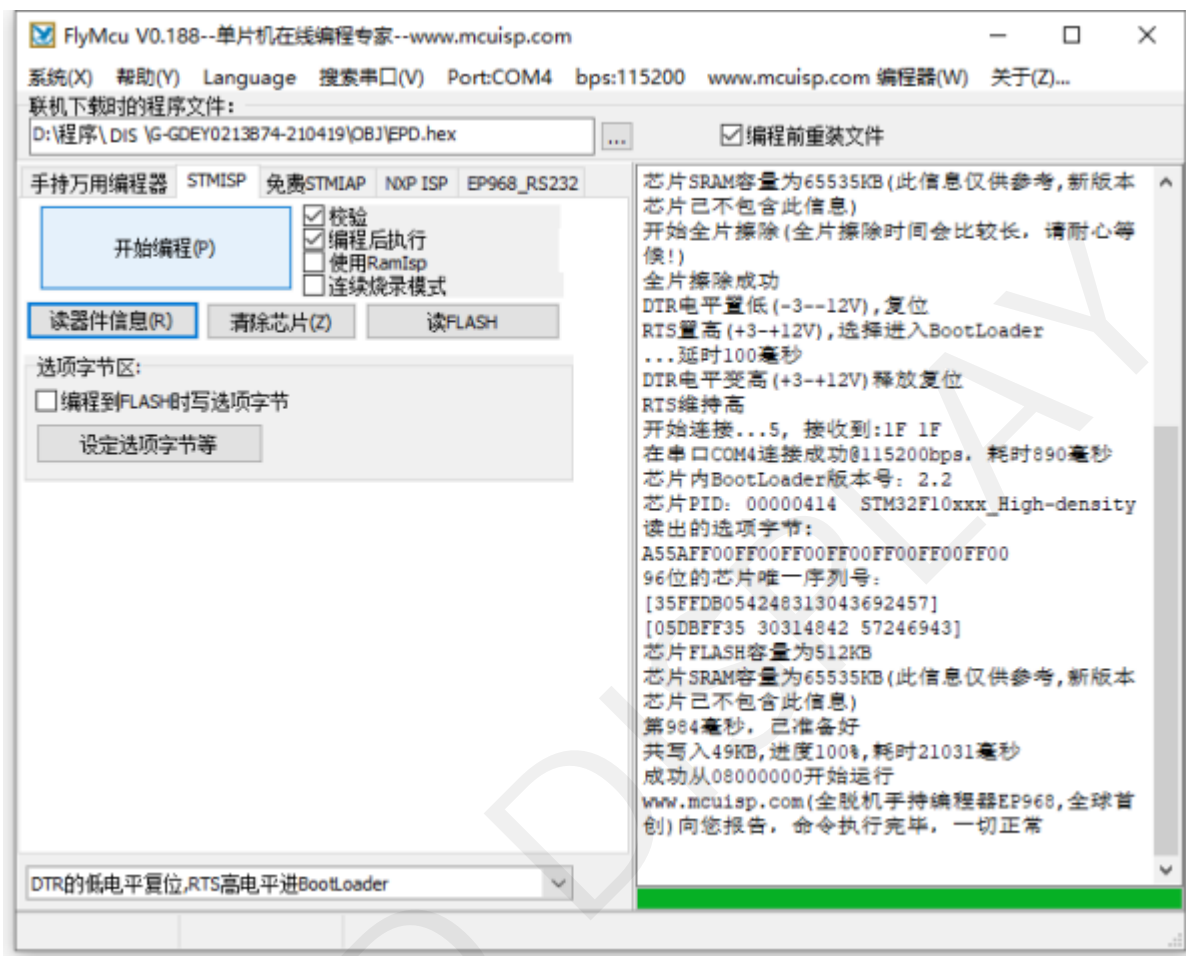 FlyMcu V0.188--单片机在线编程专家--www.mcuisp.com
系统(X) 帮助(Y) Language 搜索串口(V) Port:COM4 bps:115200 www.mcuisp.com 编程器(W) 关于(Z)...
联机下载时的程序文件:
D:\程序\ DIS \G-GDEY0213B74-210419\OBJ\EPD.hex
...
编程前重装文件
手持万用编程器 STMISP 免费STMIAP NXP ISP EP968_RS232
开始编程(P)
校验
编程后执行
使用RamIsp
连续烧录模式
读器件信息(R) 清除芯片(Z) 读FLASH
选项字节区:
编程到FLASH时写选项字节
设定选项字节等
DTR的低电平复位,RTS高电平进BootLoader
芯片SRAM容量为65535KB(此信息仅供参考,新版本
芯片已不包含此信息)
开始全片擦除(全片擦除时间会比较长，请耐心等
候!)
全片擦除成功
DTR电平置低(-3--12V),复位
RTS置高(+3-+12V),选择进入BootLoader
...延时100毫秒
DTR电平变高(+3-+12V)释放复位
RTS维持高
开始连接...5, 接收到:1F 1F
在串口COM4连接成功@115200bps，耗时890毫秒
芯片内BootLoader版本号: 2.2
芯片PID: 00000414 STM32F10xxx_High-density
读出的选项字节:
A55AFF00FF00FF00FF00FF00FF00FF00
96位的芯片唯一序列号:
[35FFDB054248313043692457]
[05DBFF35 30314842 57246943]
芯片FLASH容量为512KB
芯片SRAM容量为65535KB(此信息仅供参考,新版本
芯片已不包含此信息)
第984毫秒，已准备好
共写入49KB,进度100%,耗时21031毫秒
成功从08000000开始运行
www.mcuisp.com(全脱机手持编程器EP968,全球首
创)向您报告，命令执行完毕，一切正常